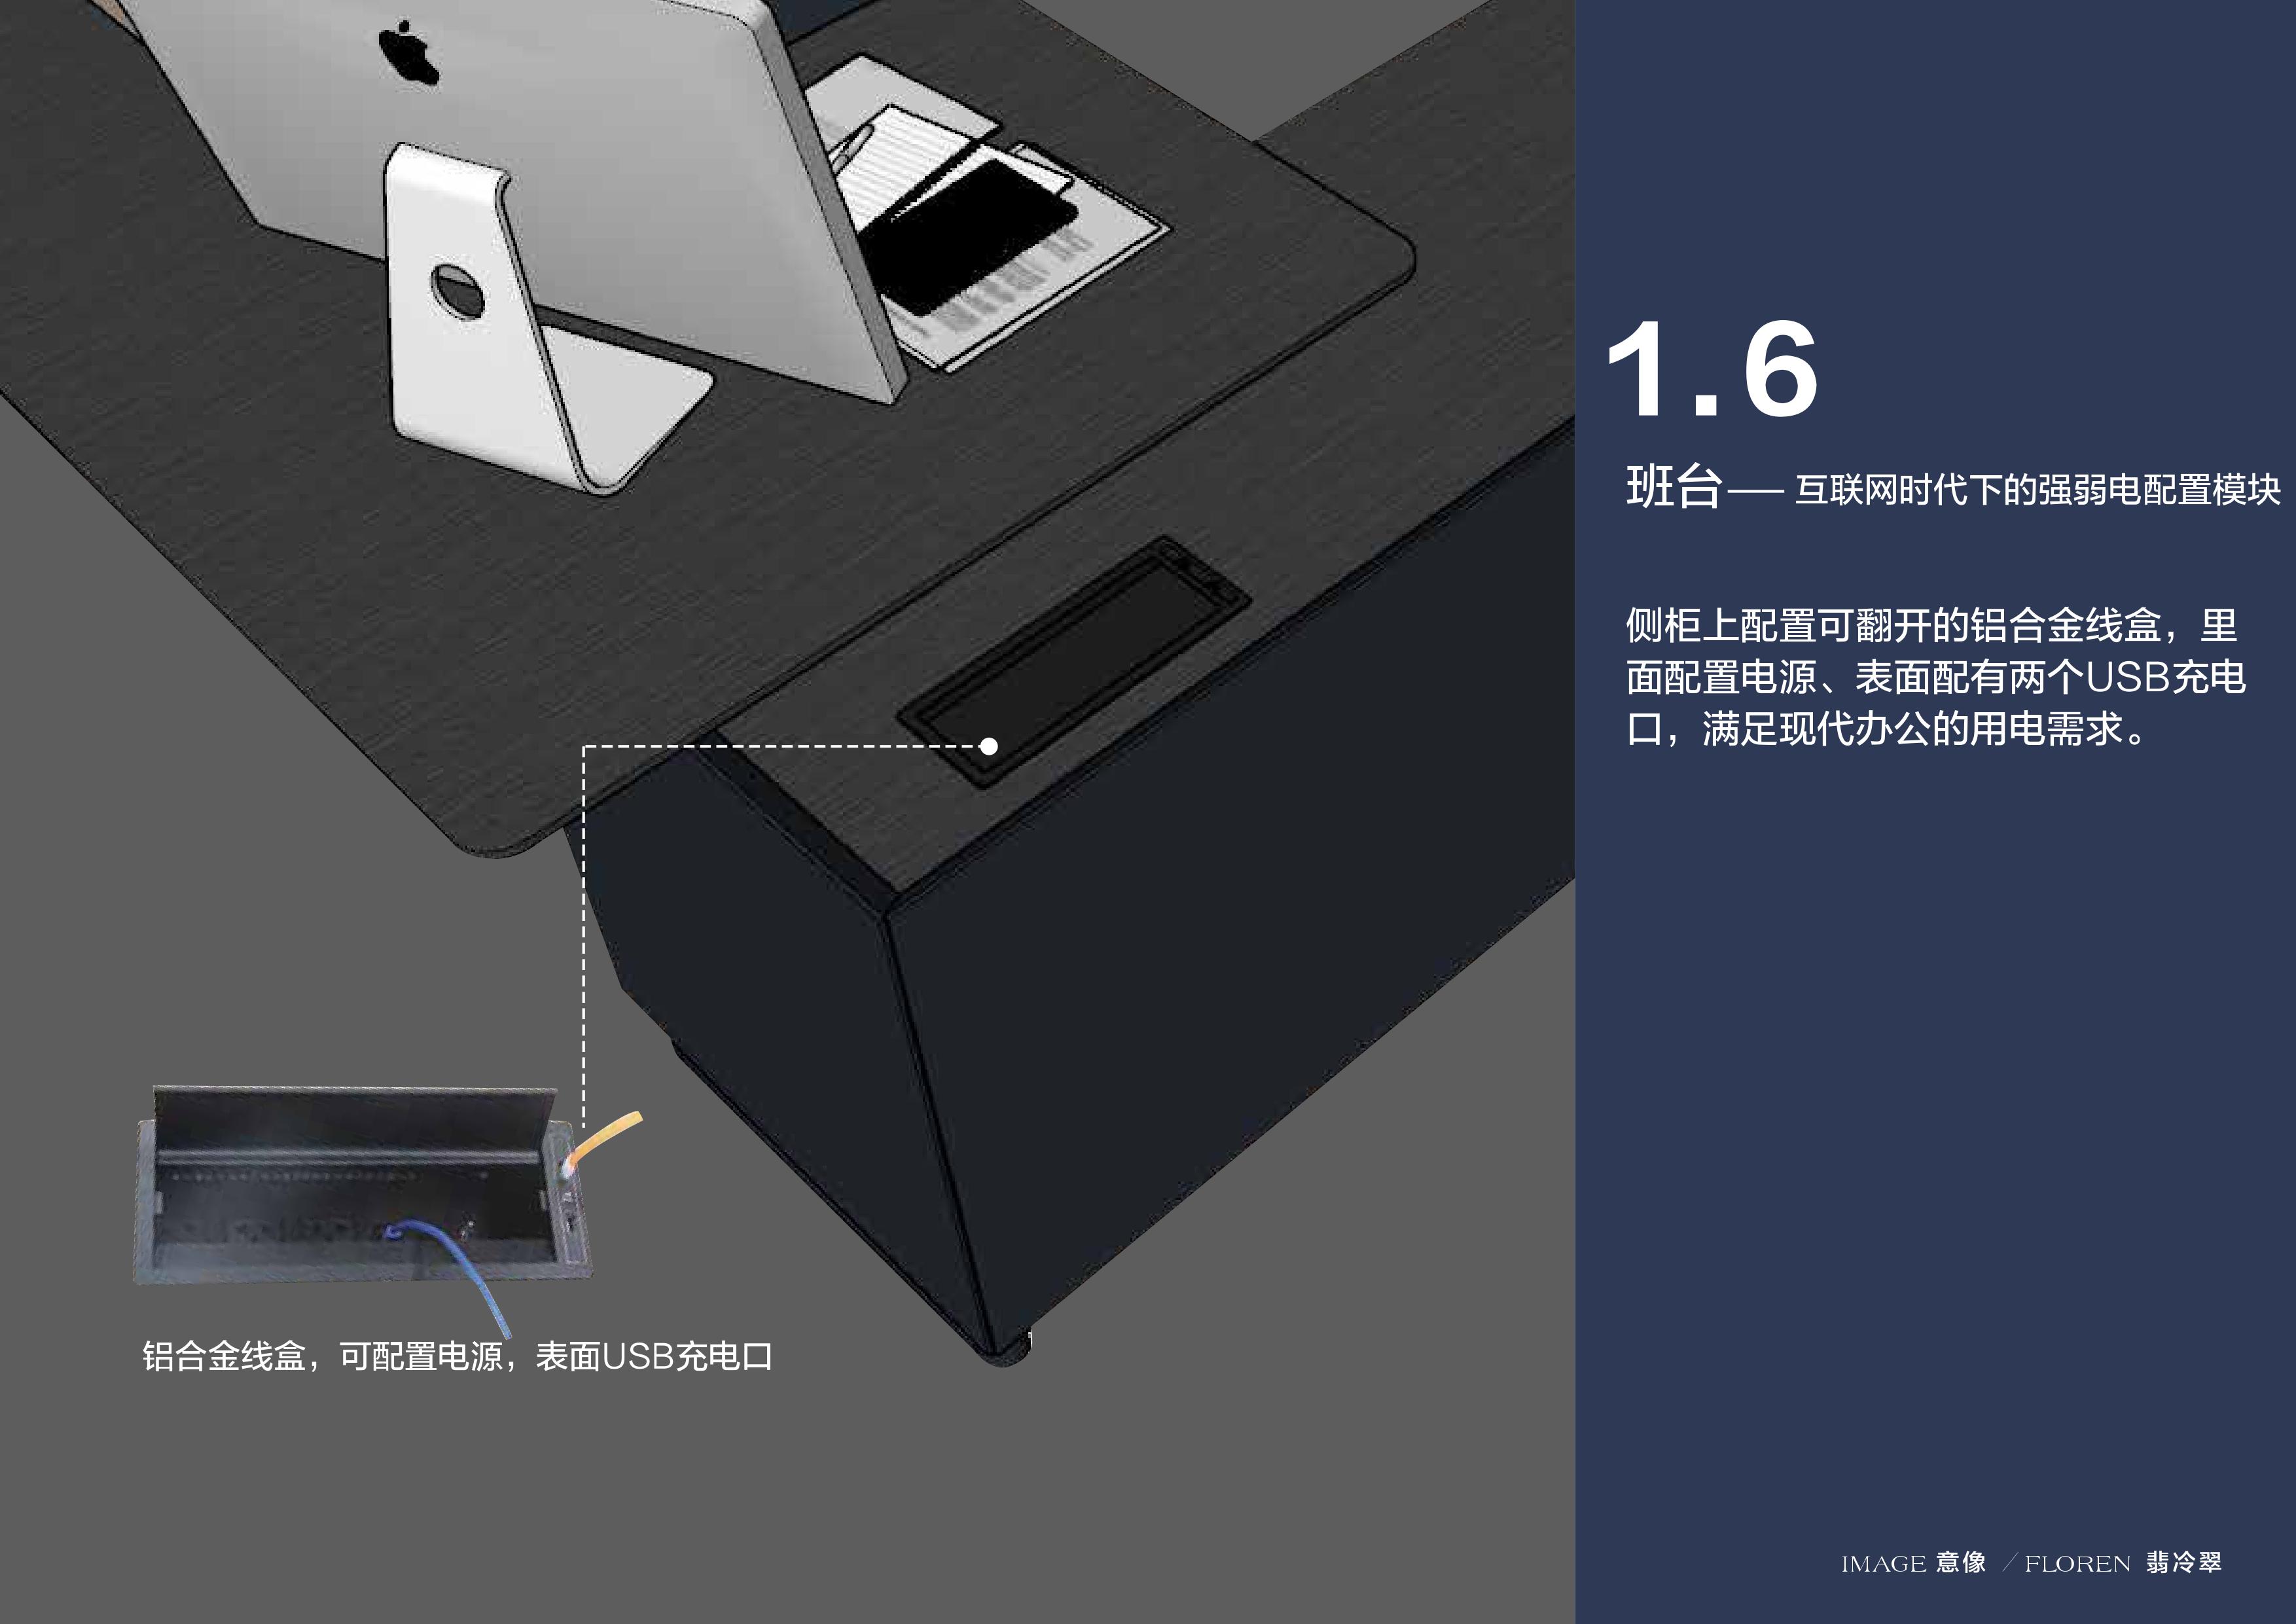 1.6
班台—— 互联网时代下的强弱电配置模块
侧柜上配置可翻开的铝合金线盒，里
面配置电源、表面配有两个USB充电
口，满足现代办公的用电需求。
铝合金线盒，可配置电源，表面USB充电口
IMAGE 意像 / FLOREN 翡冷翠